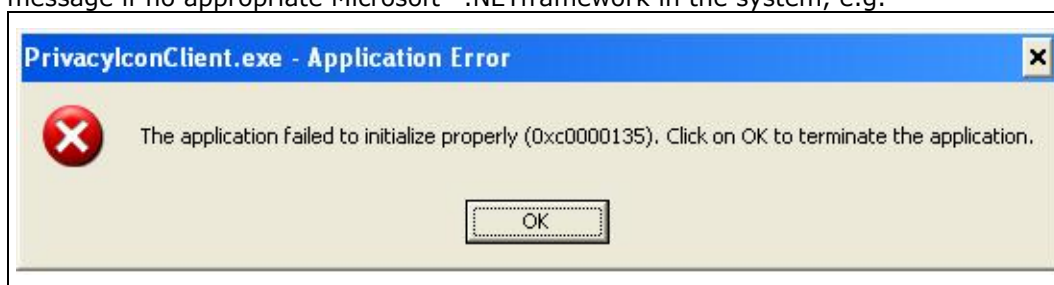 message if no appropriate Microsoft .NETframework in the system, e.g.
PrivacyIconClient.exe - Application Error
The application failed to initialize properly (0xc0000135). Click on OK to terminate the application.
OK